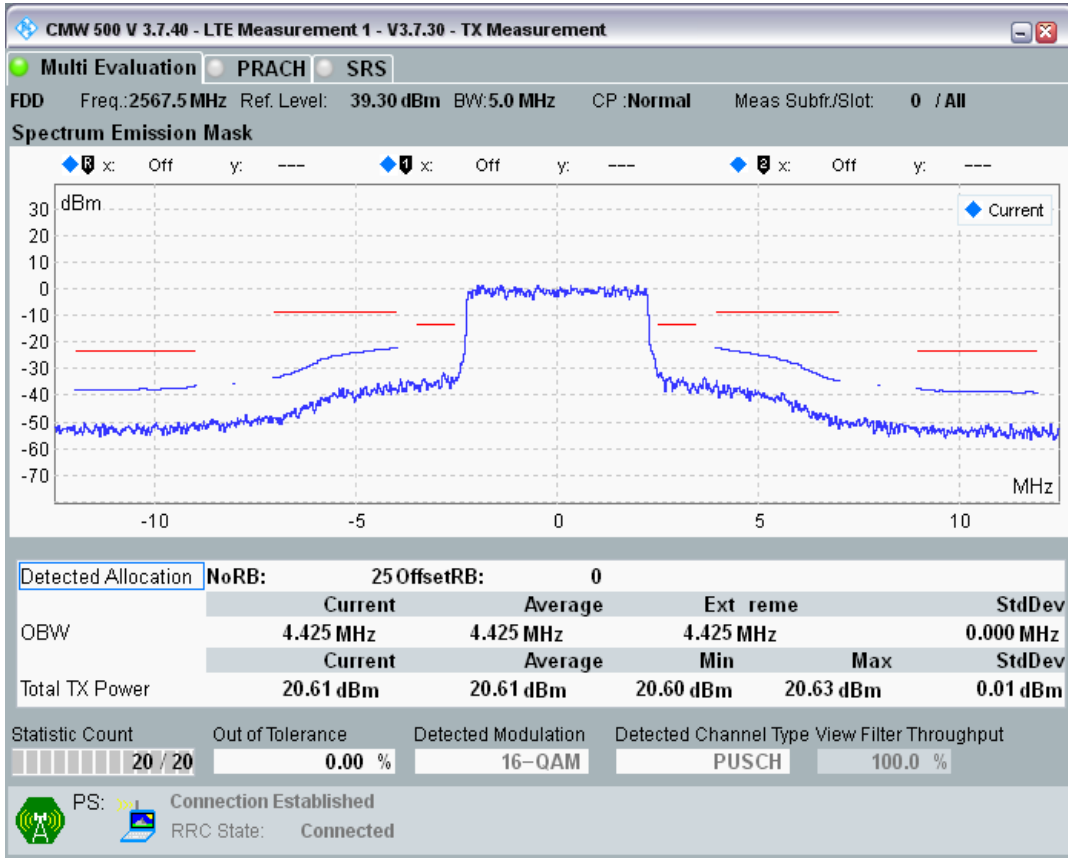 CMW 500 V 3.7.40 - LTE Measurement 1 - V3.7.30 - TX Measurement
Multi Evaluation PRACH SRS
FDD Freq.:2567.5 MHz Ref. Level: 39.30 dBm BW:5.0 MHz CP :Normal Meas Subfr./Slot: 0 / All
Spectrum Emission Mask
R x: Off y: --- 1 x: Off y: --- 2 x: Off y: ---
dBm
Current
30
20
10
0
-10
-20
-30
-40
-50
-60
-70
MHz
-10 -5 0 5 10
Detected Allocation NoRB: 25 OffsetRB: 0
Current Average Ext reme StdDev
OBW 4.425 MHz 4.425 MHz 4.425 MHz 0.000 MHz
Current Average Min Max StdDev
Total TX Power 20.61 dBm 20.61 dBm 20.60 dBm 20.63 dBm 0.01 dBm
Statistic Count Out of Tolerance Detected Modulation Detected Channel Type View Filter Throughput
20 / 20 0.00 % 16-QAM PUSCH 100.0 %
PS: Connection Established
RRC State: Connected